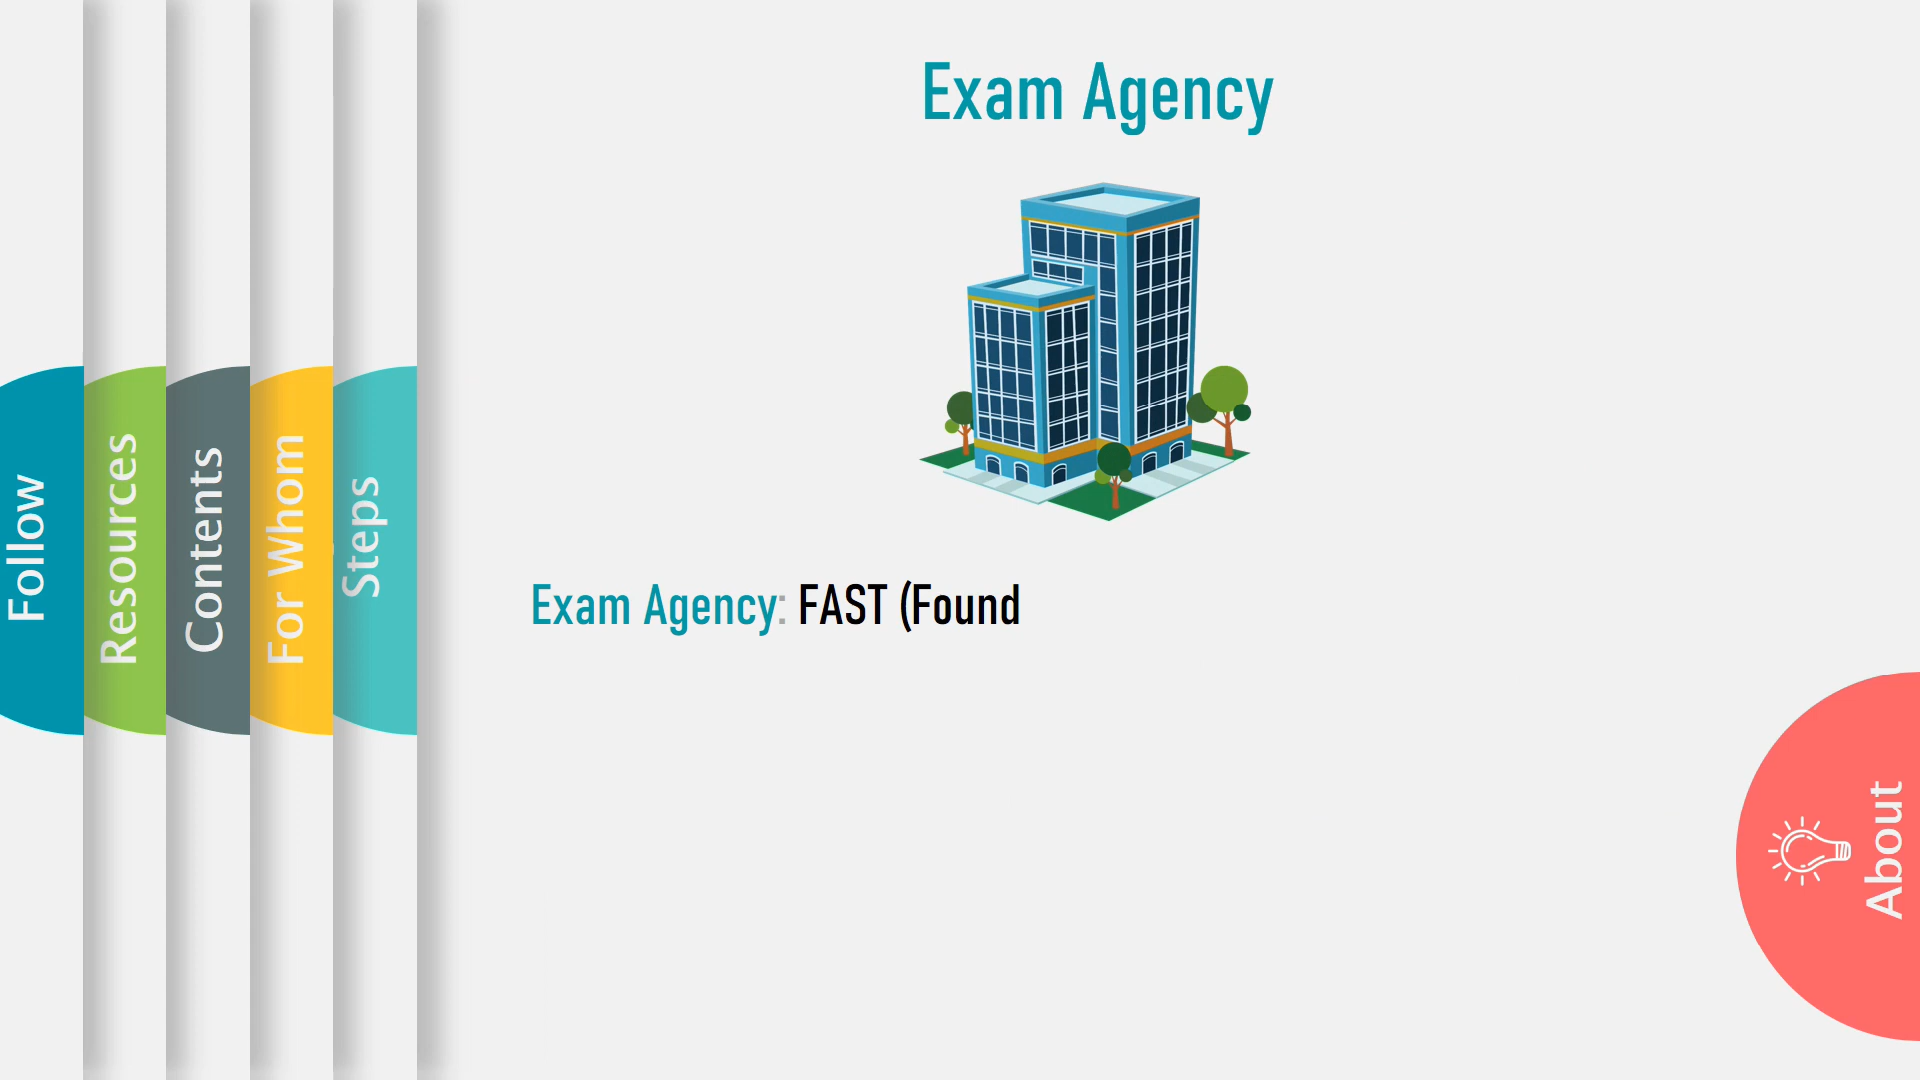 Exam Agency
Follow
Resources
Contents
For Whom
Steps
Exam Agency: FAST (Found
About